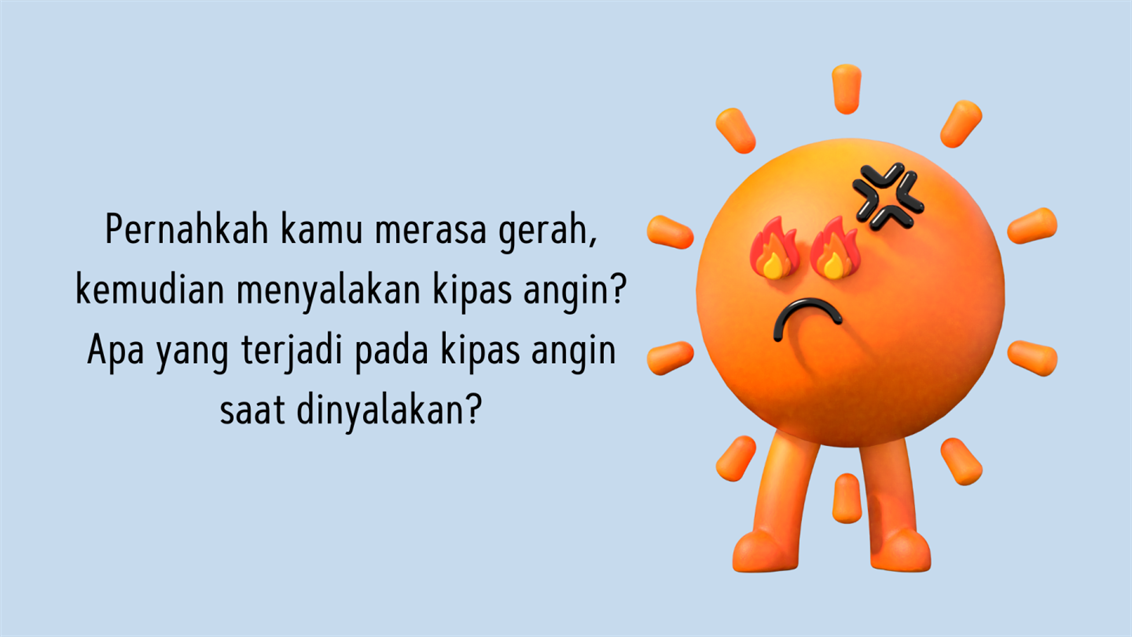 Pernahkah kamu merasa gerah,
kemudian menyalakan kipas angin?
Apa yang terjadi pada kipas angin
saat dinyalakan?